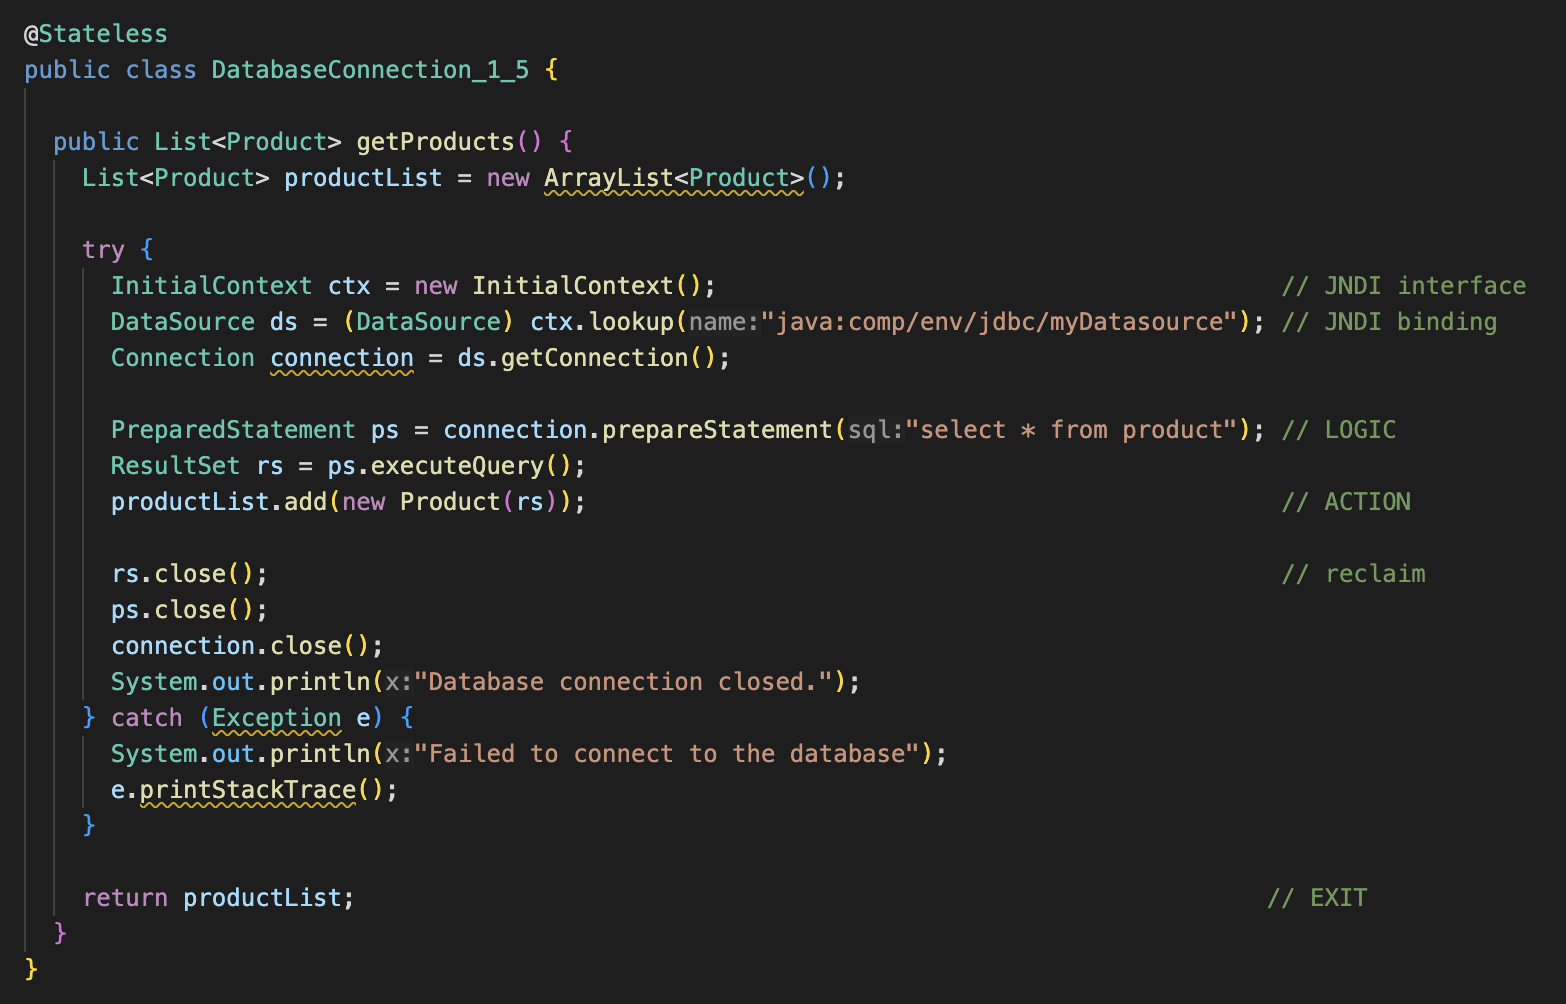 @Stateless
public class DatabaseConnection_1_5 {
public List<Product> getProducts() {
List<Product> productList = new ArrayList<Product>();
try {
InitialContext ctx = new InitialContext(); // JNDI interface
DataSource ds = (DataSource) ctx.lookup(name:"java:comp/env/jdbc/myDatasource"); // JNDI binding
Connection connection = ds.getConnection();
PreparedStatement ps = connection.prepareStatement(sql:"select * from product"); // LOGIC
ResultSet rs = ps.executeQuery();
productList.add(new Product(rs)); // ACTION
rs.close(); // reclaim
ps.close();
connection.close();
System.out.println(x:"Database connection closed.");
} catch (Exception e) {
System.out.println(x:"Failed to connect to the database");
e.printStackTrace();
}
return productList; // EXIT
}
}